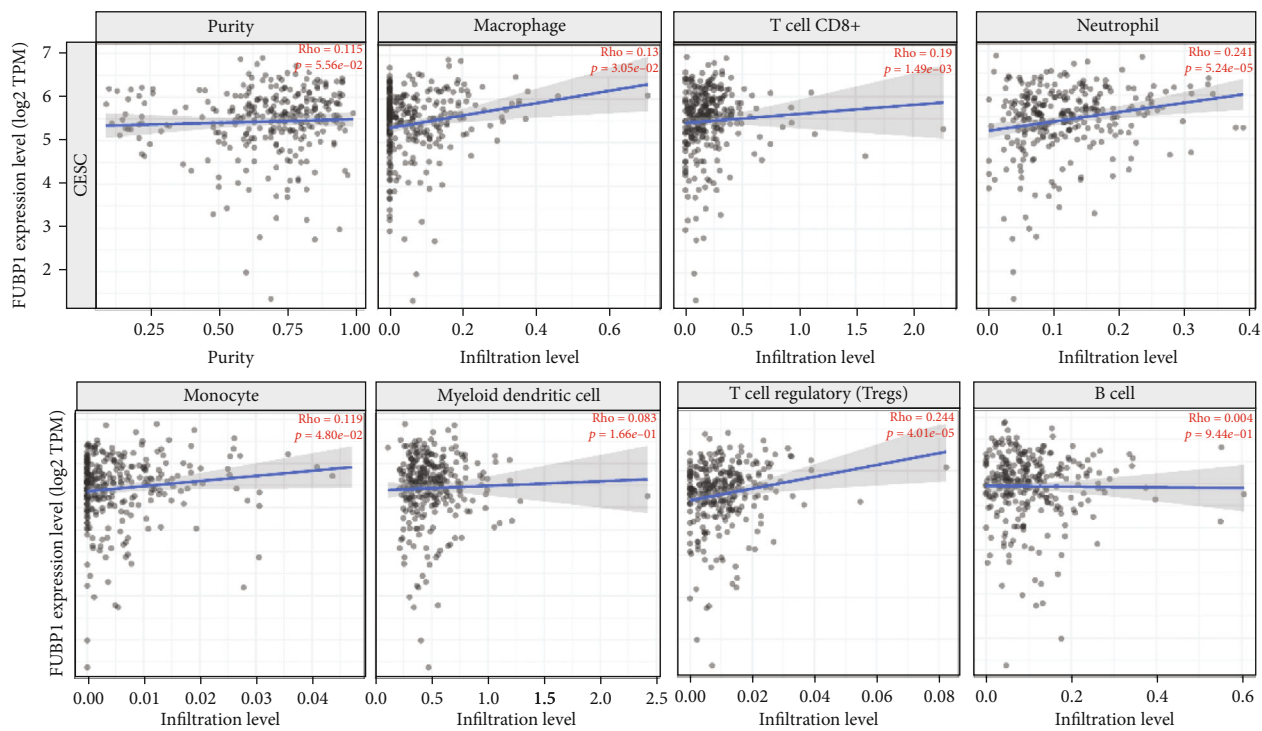 Purity
Macrophage
T cell CD8+
Neutrophil
Rho = 0.115
p = 5.56e−02
Rho = 0.13
p = 3.05e−02
Rho = 0.19
p = 1.49e−03
Rho = 0.241
p = 5.24e−05
FUBP1 expression level (log2 TPM)
CESC
7
6
5
4
3
2
0.25 0.50 0.75 1.00
0.0 0.2 0.4 0.6
0.0 0.5 1.0 1.5 2.0
0.0 0.1 0.2 0.3 0.4
Purity
Infiltration level
Infiltration level
Infiltration level
Monocyte
Myeloid dendritic cell
T cell regulatory (Tregs)
B cell
Rho = 0.119
p = 4.80e−02
Rho = 0.083
p = 1.66e−01
Rho = 0.244
p = 4.01e−05
Rho = 0.004
p = 9.44e−01
FUBP1 expression level (log2 TPM)
0.00 0.01 0.02 0.03 0.04
0.0 0.5 1.0 1.5 2.0 2.5
0.00 0.02 0.04 0.06 0.08
0.0 0.2 0.4 0.6
Infiltration level
Infiltration level
Infiltration level
Infiltration level